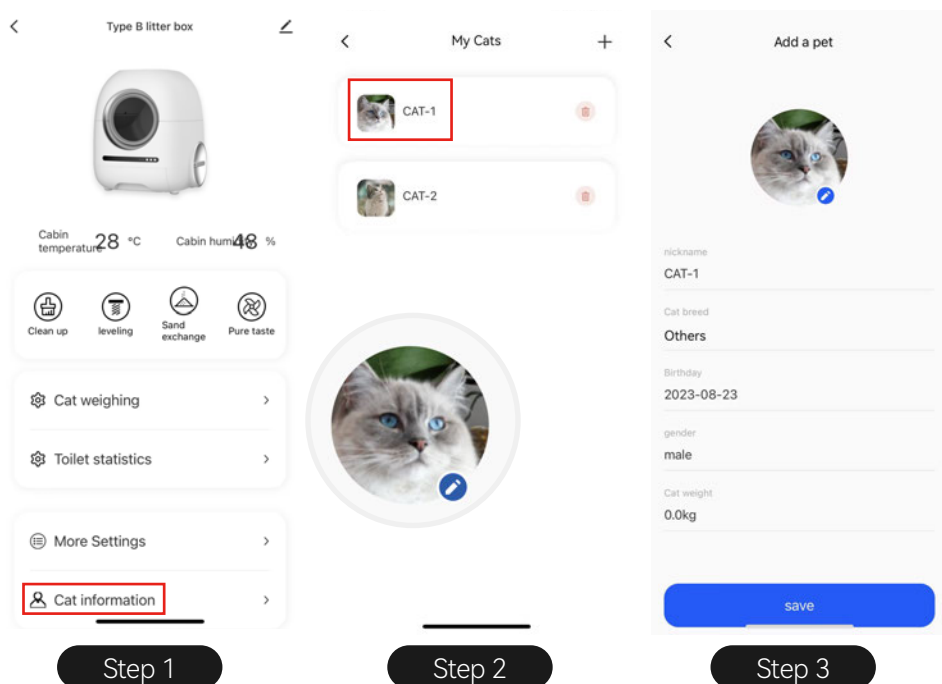 Type B litter box
Cabin
temperature
28 °C
Cabin humidity
48 %
Clean up
leveling
Sand
exchange
Pure taste
Cat weighing
Toilet statistics
More Settings
Cat information
Step 1
My Cats
CAT-1
CAT-2
Step 2
Add a pet
nickname
CAT-1
Cat breed
Others
Birthday
2023-08-23
gender
male
Cat weight
0.0kg
save
Step 3